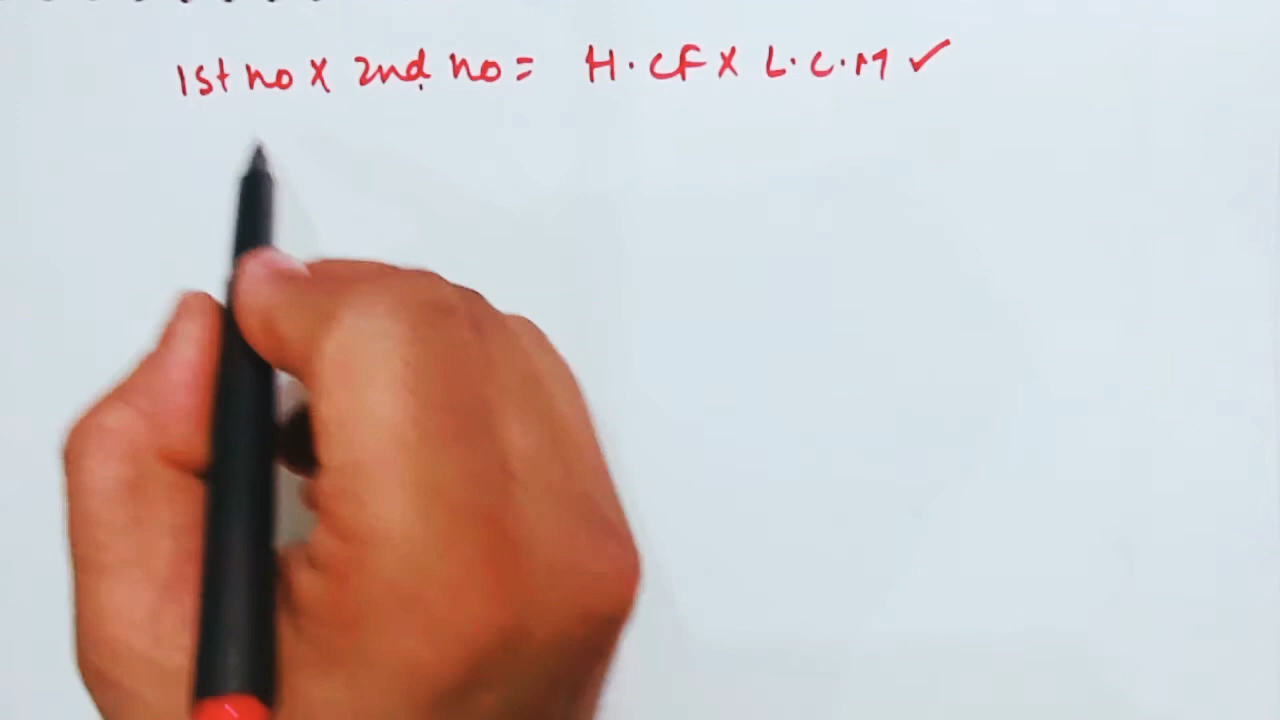 1st no X 2nd no = H.CF X L.C.M ✓